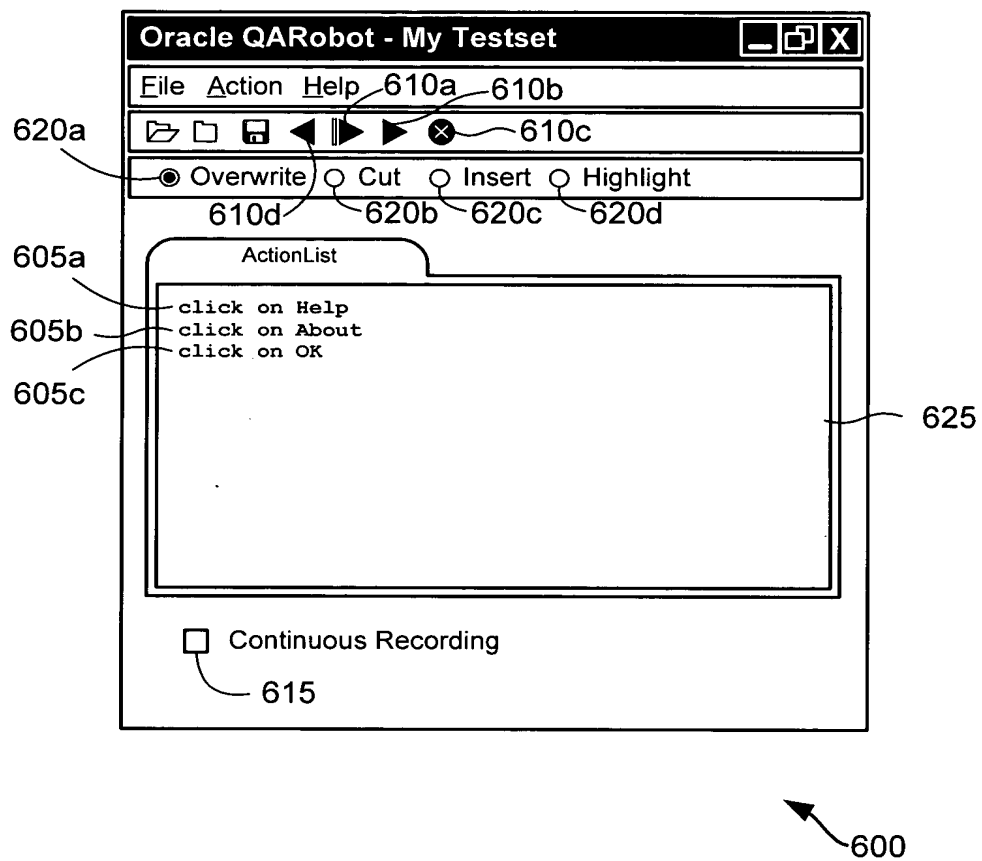 Oracle QARobot - My Testset X
File Action Help 610a 610b
620a 610c
Overwrite Cut Insert Highlight
610d 620b 620c 620d
605a ActionList
click on Help
605b click on About
click on OK
605c
625
Continuous Recording
615
600